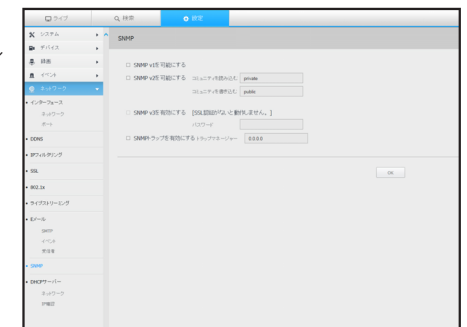 ライブ
検索
設定
システム
デバイス
録画
イベント
ネットワーク
インターフェース
ネットワーク
ポート
DDNS
IPフィルタリング
SSL
802.1x
ライブストリーミング
Eメール
SMTP
イベント
受信者
SNMP
DHCPサーバー
ネットワーク
IP確認
SNMP
SNMP v1を可能にする
SNMP v2を可能にする コミュニティを読み込む private
コミュニティを書き込む public
SNMP v3を有効にする [SSL認証がないと動作しません。]
パスワード
SNMPトラップを有効にする トラップマネージャー 0.0.0.0
OK